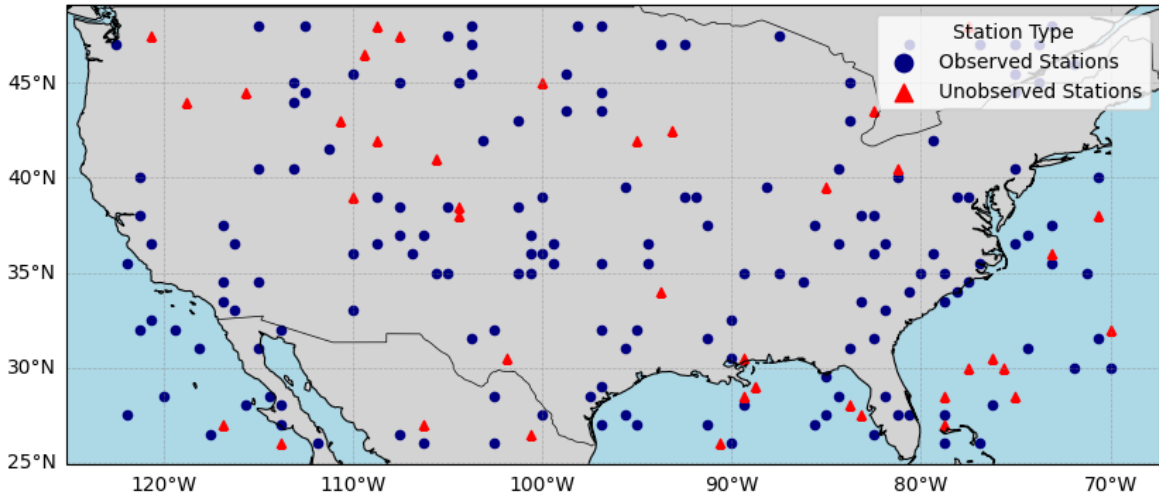 Station Type
Observed Stations
Unobserved Stations
45°N
40°N
35°N
30°N
25°N
120°W
110°W
100°W
90°W
80°W
70°W